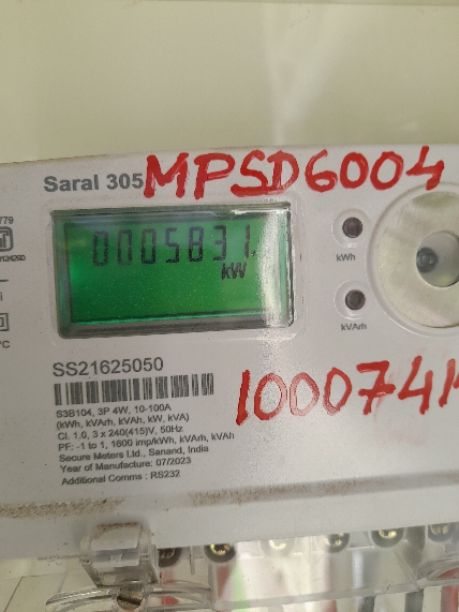 Saral 305
MPSD6004
0005831
kW
kWh
kVArh
SS21625050
S3B104, 3P 4W, 10-100A
(kWh, kVArh, kVAh, kW, kVA)
Cl. 1.0, 3 x 240(415)V, 50Hz
PF: -1 to 1, 1600 imp/kWh, kVArh, kVAh
Secure Meters Ltd., Sanand, India
Year of Manufacture: 07/2023
Additional Comms : RS232
1000741
779
°C